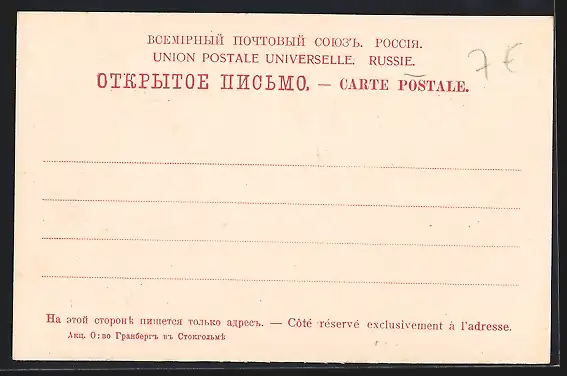 ВСЕМІРНЫЙ ПОЧТОВЫЙ СОЮЗЪ. РОССІЯ.
UNION POSTALE UNIVERSELLE. RUSSIE.
7 €
ОТКРЫТОЕ ПИСЬМО. — CARTE POSTALE.
На этой сторонѣ пишется только адресъ. — Côté réservé exclusivement à l'adresse.
Акц. О:во Гранбергъ въ Стокгольмѣ